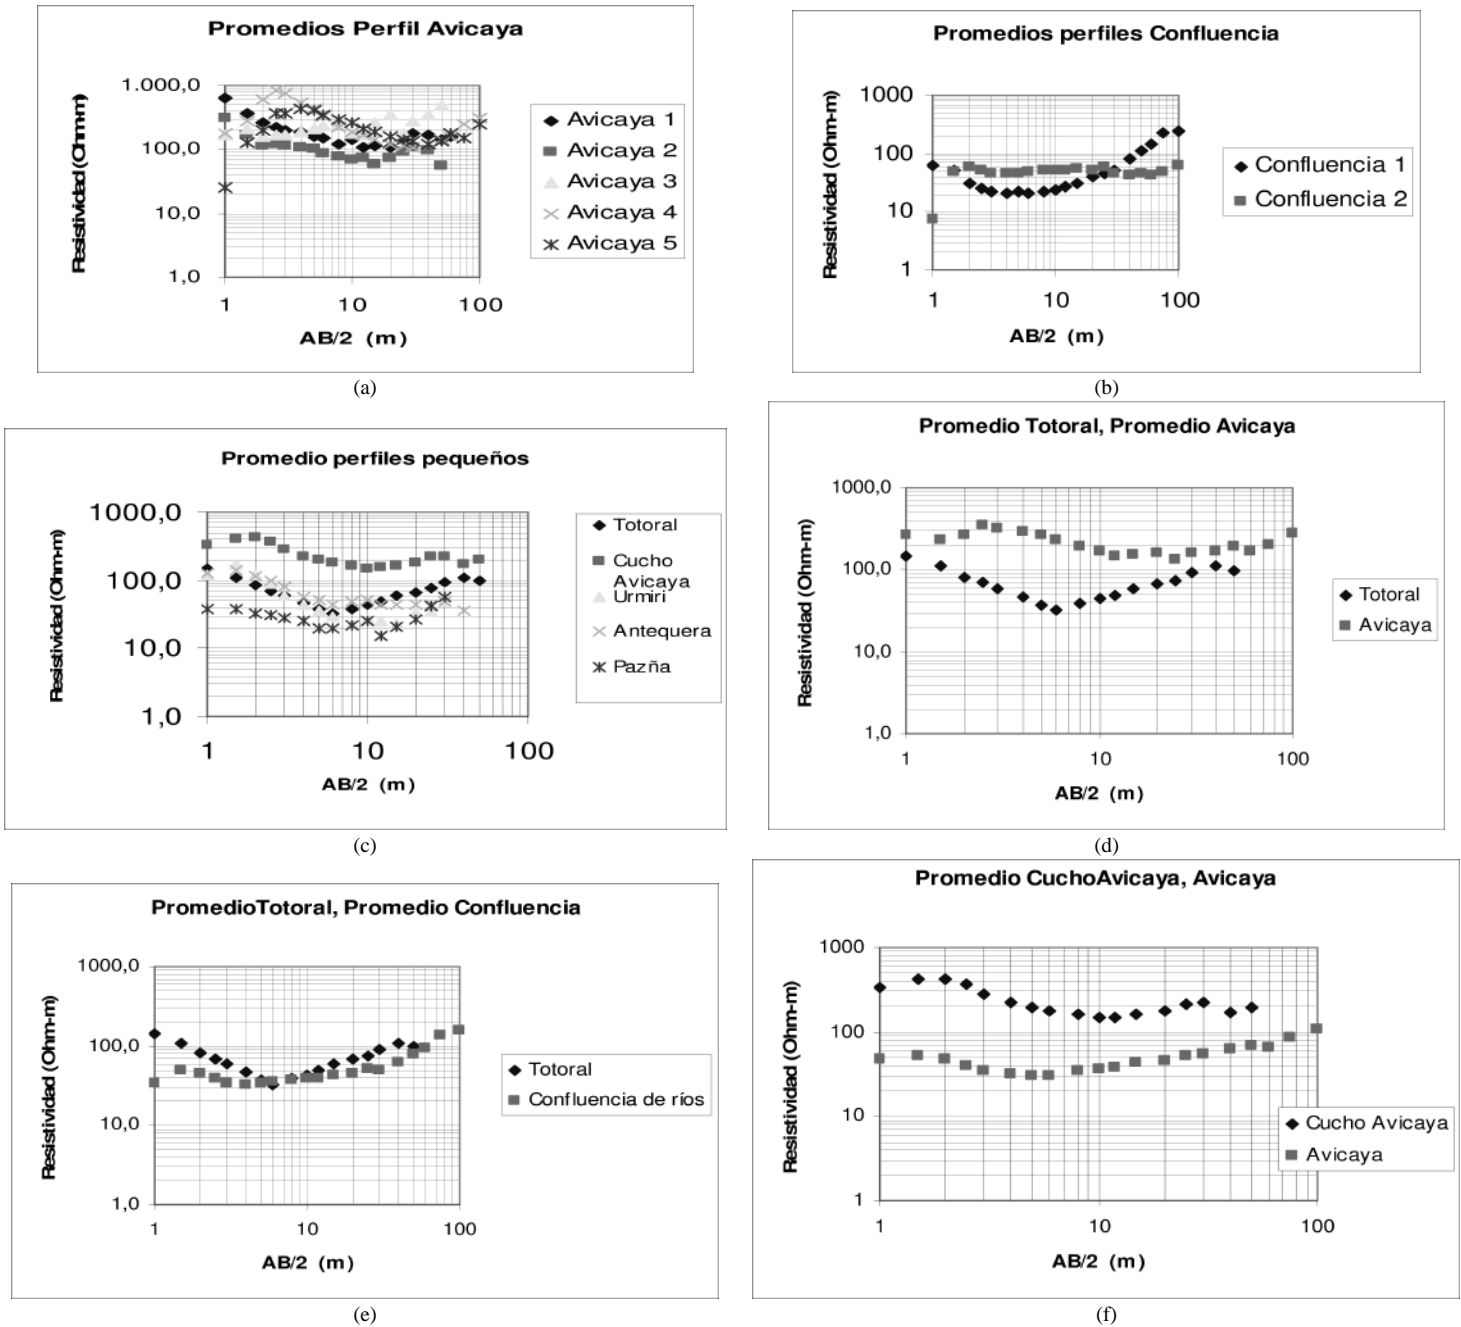 Promedios Perfil Avicaya
Resistividad (Ohm-m)
1.000,0
100,0
10,0
1,0
1
10
100
AB/2 (m)
Avicaya 1
Avicaya 2
Avicaya 3
Avicaya 4
Avicaya 5
(a)
Promedios perfiles Confluencia
Resistividad (Ohm-m)
1000
100
10
1
1
10
100
AB/2 (m)
Confluencia 1
Confluencia 2
(b)
Promedio perfiles pequeños
Resistividad (Ohm-m)
1000,0
100,0
10,0
1,0
1
10
100
AB/2 (m)
Totoral
Cucho
Avicaya
Urmiri
Antequera
Pazña
(c)
Promedio Totoral, Promedio Avicaya
Resistividad (Ohm-m)
1000,0
100,0
10,0
1,0
1
10
100
AB/2 (m)
Totoral
Avicaya
(d)
PromedioTotoral, Promedio Confluencia
Resistividad (Ohm-m)
1000,0
100,0
10,0
1,0
1
10
100
AB/2 (m)
Totoral
Confluencia de ríos
(e)
Promedio CuchoAvicaya, Avicaya
Resistividad (Ohm-m)
1000
100
10
1
1
10
100
AB/2 (m)
Cucho Avicaya
Avicaya
(f)